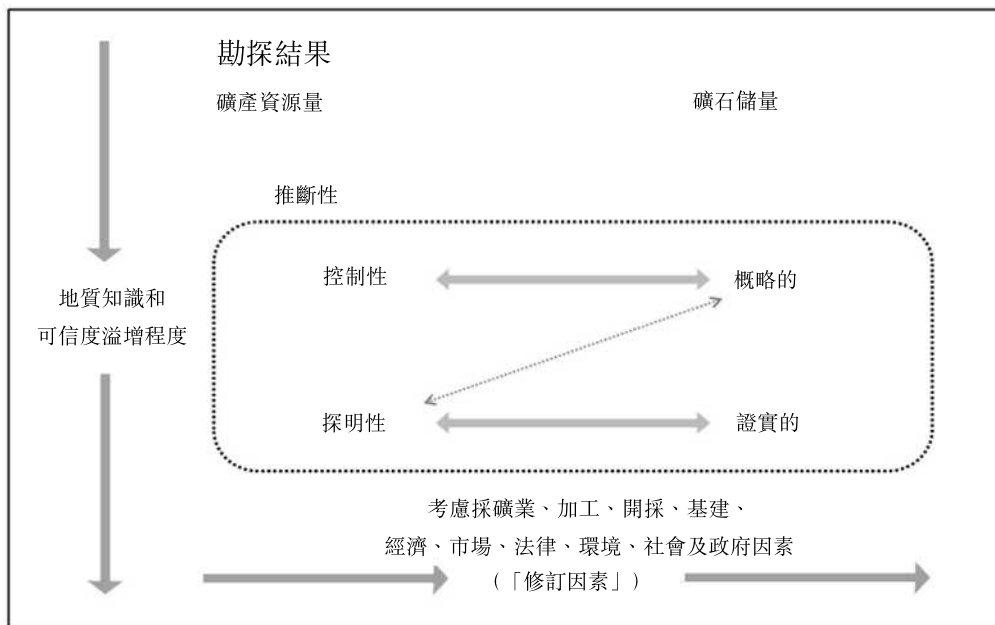 勘探結果
礦產資源量
礦石儲量
推斷性
控制性
概略的
地質知識和
可信度溢增程度
探明性
證實的
考慮採礦業、加工、開採、基建、
經濟、市場、法律、環境、社會及政府因素
(「修訂因素」)